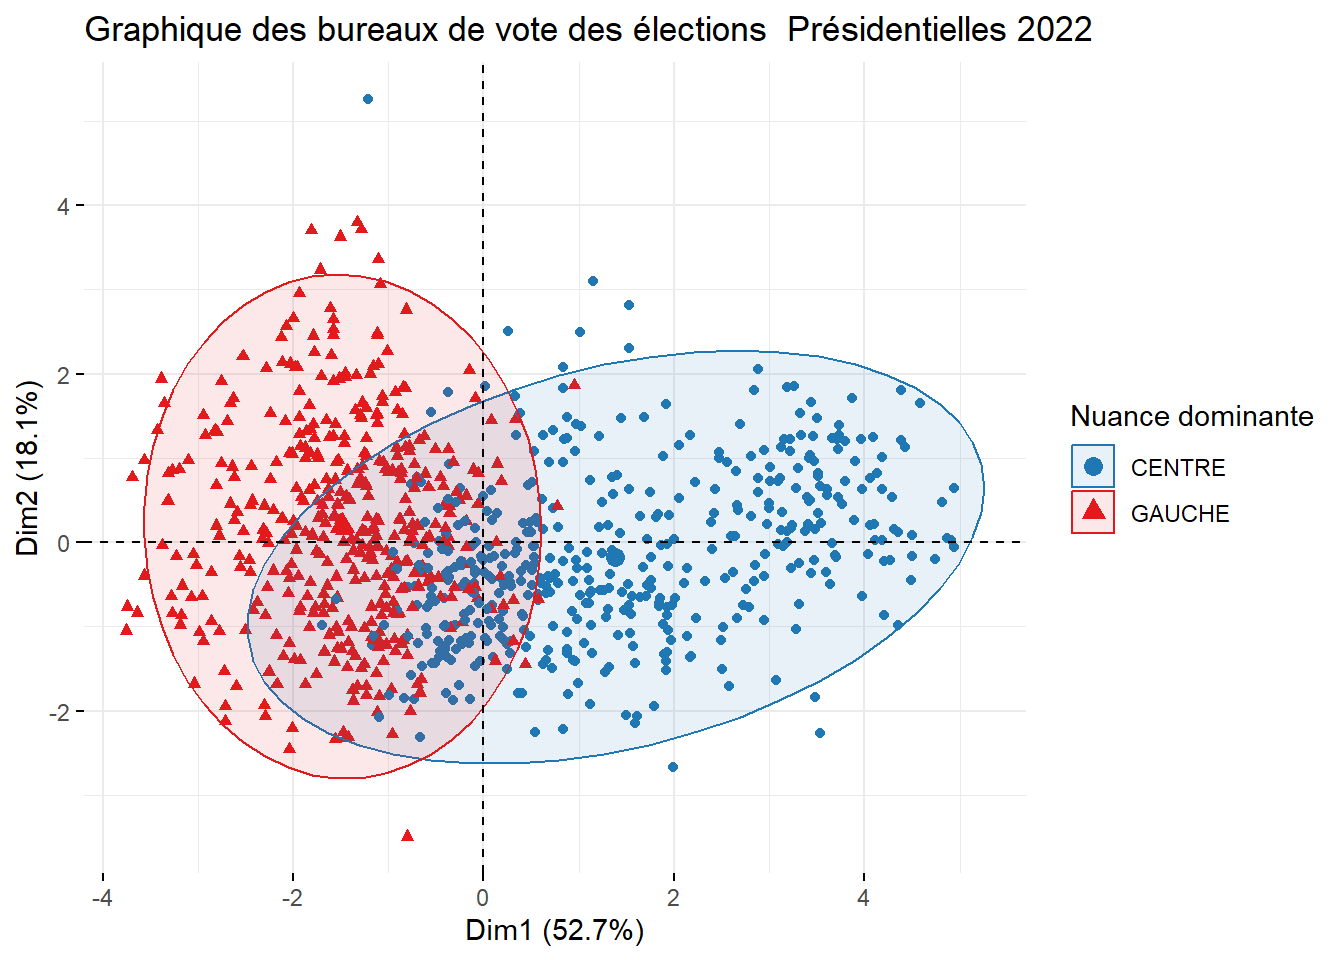 Graphique des bureaux de vote des élections  Présidentielles 2022
Dim2 (18.1%)
4
2
0
-2
-4
-2
0
2
4
Dim1 (52.7%)
Nuance dominante
CENTRE
GAUCHE